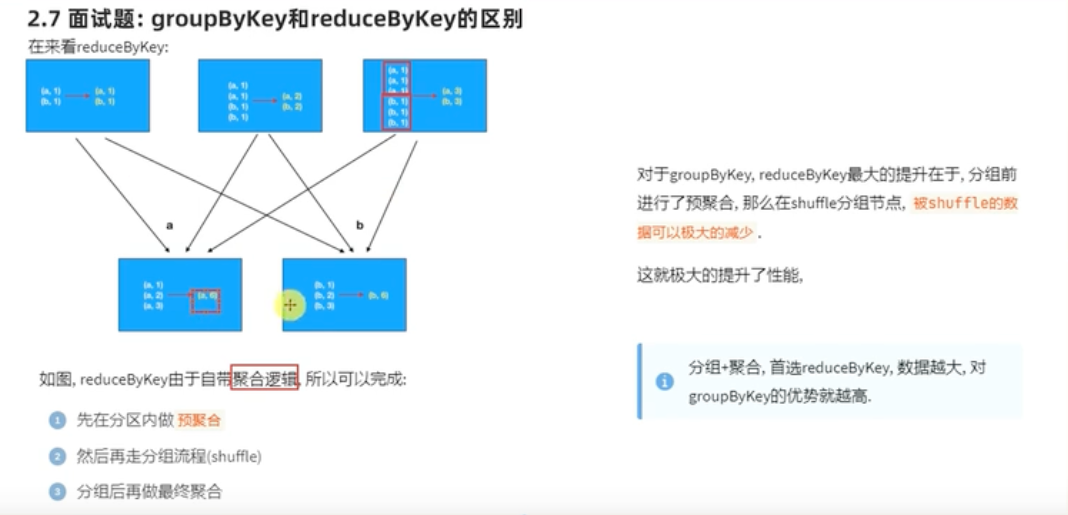 2.7 面试题: groupByKey和reduceByKey的区别
在来看reduceByKey:
(a, 1)
(b, 1)
(a, 1)
(b, 1)
(a, 1)
(a, 1)
(b, 1)
(b, 1)
(a, 2)
(b, 2)
(a, 1)
(a, 1)
(a, 1)
(b, 1)
(b, 1)
(b, 1)
(a, 3)
(b, 3)
a
b
(a, 1)
(a, 2)
(a, 3)
(a, 6)
(b, 1)
(b, 2)
(b, 3)
(b, 6)
如图, reduceByKey由于自带聚合逻辑, 所以可以完成:
1 先在分区内做 预聚合
2 然后再走分组流程(shuffle)
3 分组后再做最终聚合
对于groupByKey, reduceByKey最大的提升在于, 分组前
进行了预聚合, 那么在shuffle分组节点, 被shuffle的数
据可以极大的减少.
这就极大的提升了性能,
分组+聚合, 首选reduceByKey, 数据越大, 对
groupByKey的优势就越高.